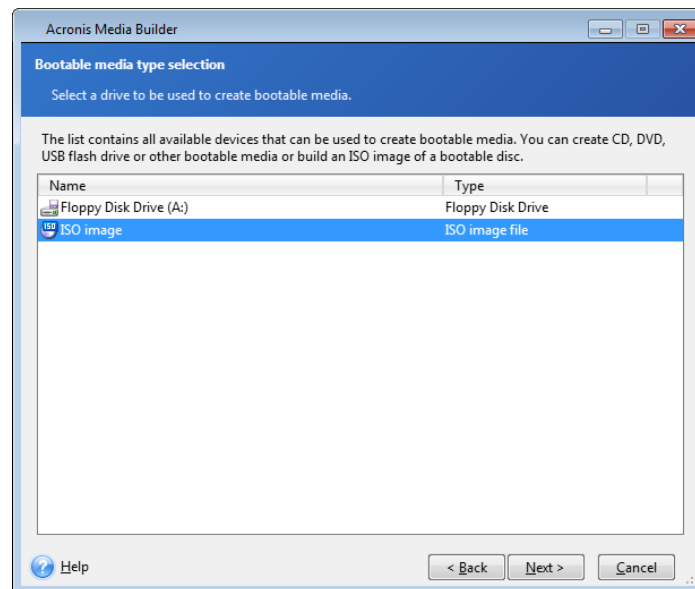 Acronis Media Builder
Bootable media type selection
Select a drive to be used to create bootable media.
The list contains all available devices that can be used to create bootable media. You can create CD, DVD,
USB flash drive or other bootable media or build an ISO image of a bootable disc.
Name Type
Floppy Disk Drive (A:) Floppy Disk Drive
ISO ISO image ISO image file
Help < Back Next > Cancel